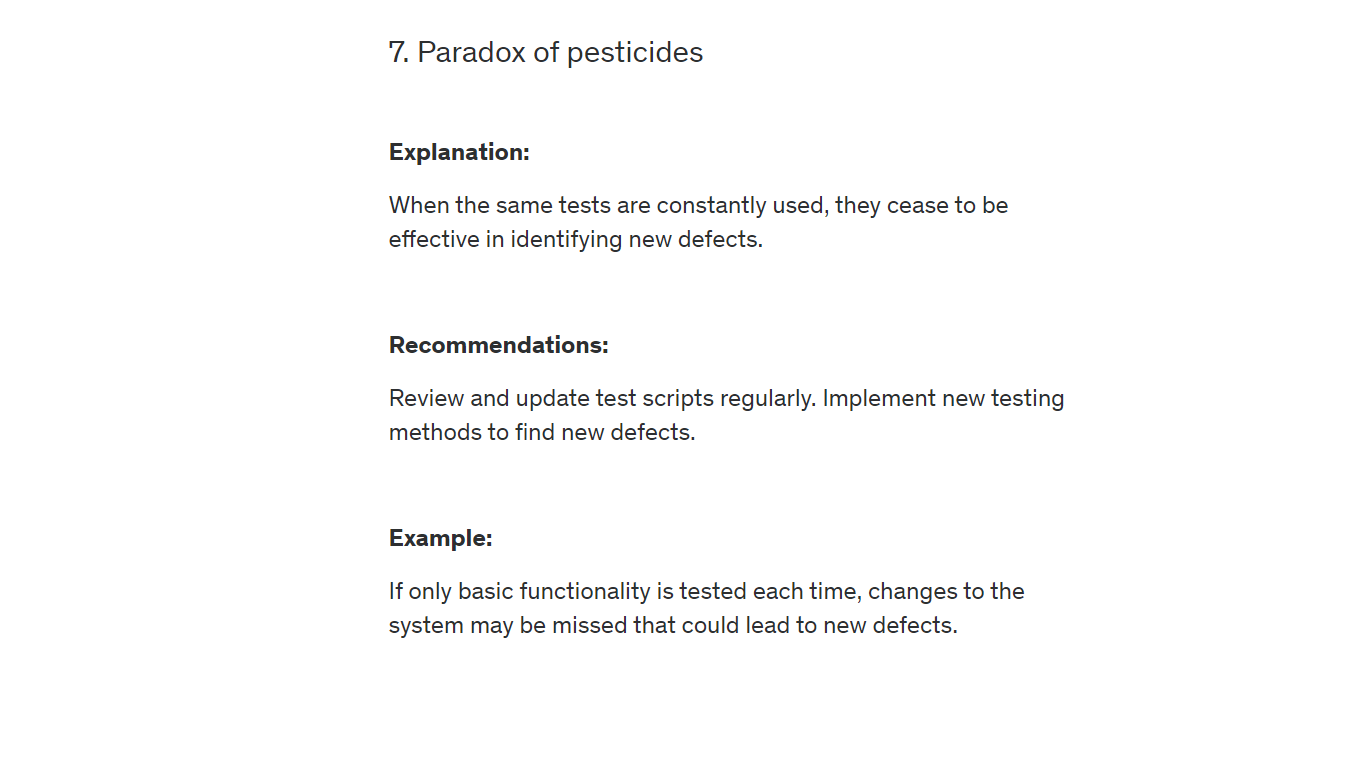 7. Paradox of pesticides
Explanation:
When the same tests are constantly used, they cease to be
effective in identifying new defects.
Recommendations:
Review and update test scripts regularly. Implement new testing
methods to find new defects.
Example:
If only basic functionality is tested each time, changes to the
system may be missed that could lead to new defects.